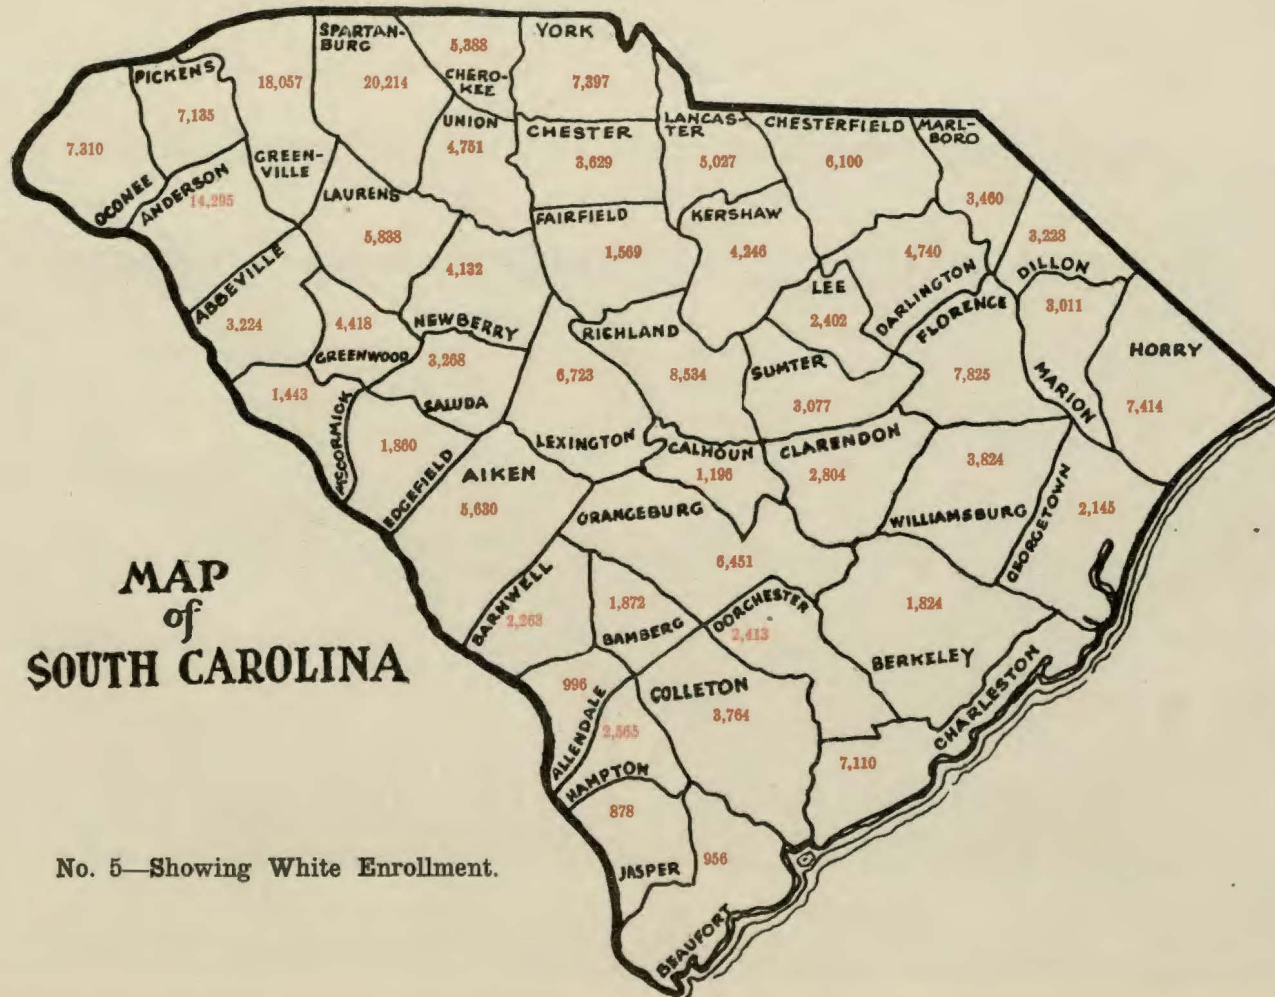 SPARTAN-
BURG
20,214
5,388
CHERO-
KEE
YORK
7,397
PICKENS
7,135
18,057
GREEN-
VILLE
7,310
OCONEE
ANDERSON
14,295
UNION
4,751
CHESTER
3,629
LANCAS-
TER
5,027
CHESTERFIELD
6,100
MARL-
BORO
3,460
LAURENS
5,838
FAIRFIELD
1,569
KERSHAW
4,246
4,740
DARLINGTON
3,228
DILLON
ABBEVILLE
3,224
4,418
GREENWOOD
4,132
NEWBERRY
LEE
2,402
FLORENCE
7,825
3,011
MARION
HORRY
7,414
RICHLAND
8,534
SUMTER
3,077
3,268
SALUDA
6,723
LEXINGTON
1,443
MCCORMICK
1,860
EDGEFIELD
AIKEN
5,630
CALHOUN
1,196
CLARENDON
2,804
3,824
WILLIAMSBURG
GEORGETOWN
2,145
ORANGEBURG
6,451
MAP
of
SOUTH CAROLINA
BARNWELL
2,263
1,872
BAMBERG
DORCHESTER
2,413
1,824
BERKELEY
996
ALLENDALE
2,565
HAMPTON
COLLETON
3,764
CHARLESTON
7,110
878
JASPER
956
BEAUFORT
No. 5—Showing White Enrollment.